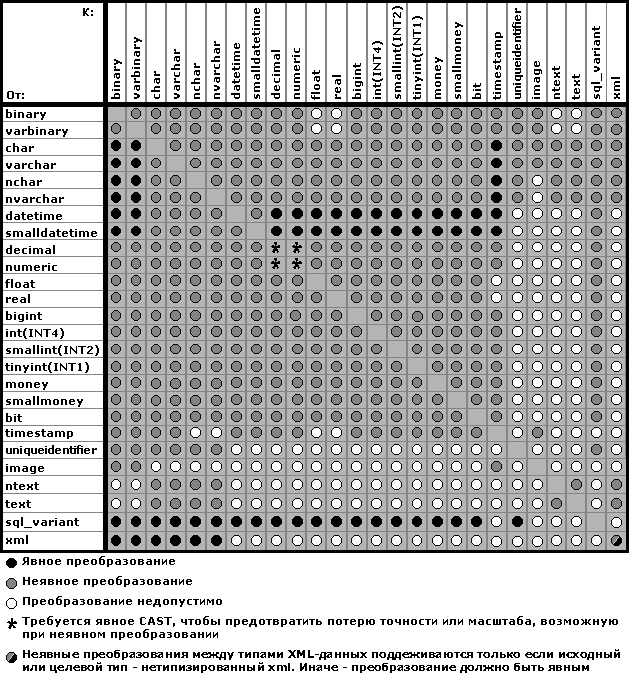 К:
От:
binary
varbinary
char
varchar
nchar
nvarchar
datetime
smalldatetime
decimal
numeric
float
real
bigint
int(INT4)
smallint(INT2)
tinyint(INT1)
money
smallmoney
bit
timestamp
uniqueidentifier
image
ntext
text
sql_variant
xml
binary
varbinary
char
varchar
nchar
nvarchar
datetime
smalldatetime
decimal
numeric
float
real
bigint
int(INT4)
smallint(INT2)
tinyint(INT1)
money
smallmoney
bit
timestamp
uniqueidentifier
image
ntext
text
sql_variant
xml
Явное преобразование
Неявное преобразование
Преобразование недопустимо
* Требуется явное CAST, чтобы предотвратить потерю точности или масштаба, возможную
при неявном преобразовании
Неявные преобразования между типами XML-данных поддеживаются только если исходный
или целевой тип - нетипизированный xml. Иначе - преобразование должно быть явным